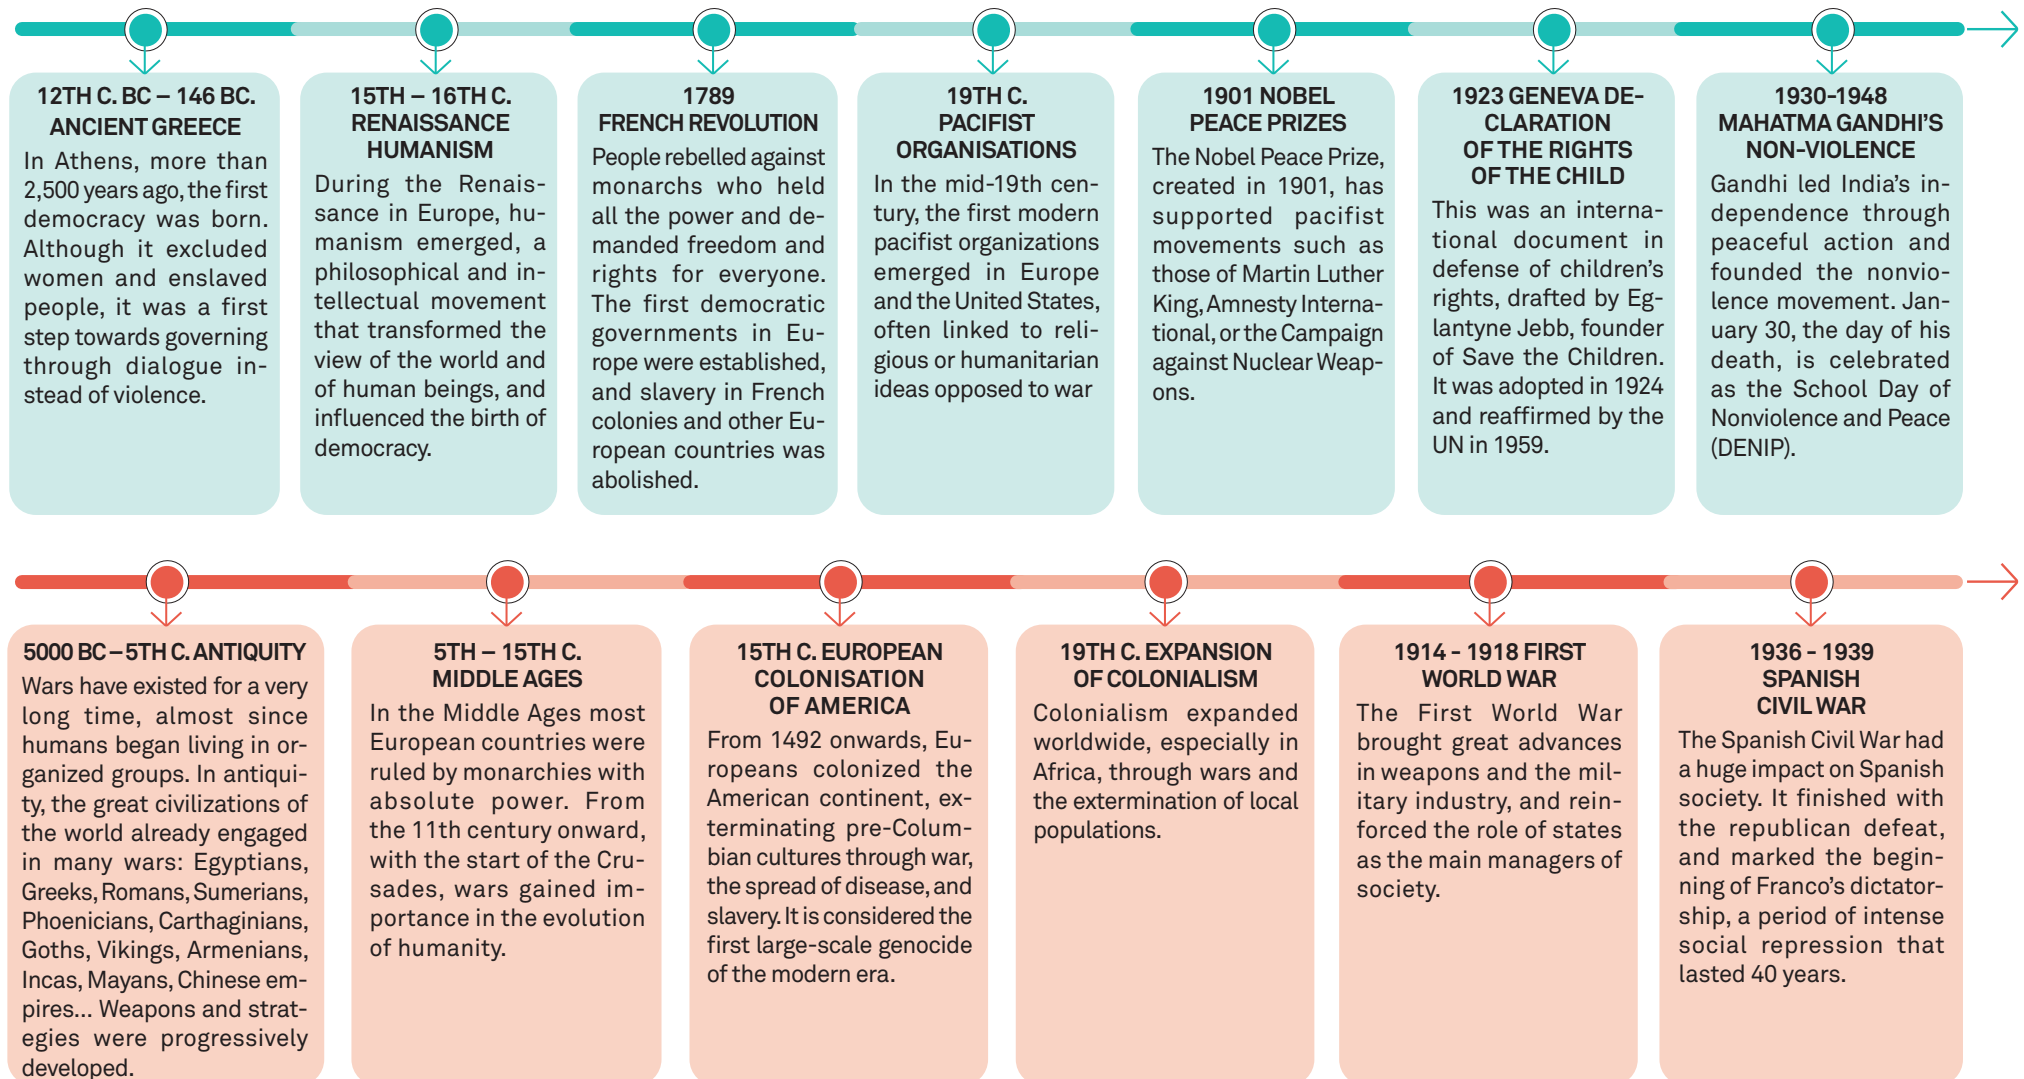 12TH C. BC – 146 BC.
ANCIENT GREECE
In Athens, more than
2,500 years ago, the first
democracy was born.
Although it excluded
women and enslaved
people, it was a first
step towards governing
through dialogue in-
stead of violence.
15TH – 16TH C.
RENAISSANCE
HUMANISM
During the Renais-
sance in Europe, hu-
manism emerged, a
philosophical and in-
tellectual movement
that transformed the
view of the world and
of human beings, and
influenced the birth of
democracy.
1789
FRENCH REVOLUTION
People rebelled against
monarchs who held
all the power and de-
manded freedom and
rights for everyone.
The first democratic
governments in Eu-
rope were established,
and slavery in French
colonies and other Eu-
ropean countries was
abolished.
19TH C.
PACIFIST
ORGANISATIONS
In the mid-19th cen-
tury, the first modern
pacifist organizations
emerged in Europe
and the United States,
often linked to reli-
gious or humanitarian
ideas opposed to war
1901 NOBEL
PEACE PRIZES
The Nobel Peace Prize,
created in 1901, has
supported pacifist
movements such as
those of Martin Luther
King, Amnesty Interna-
tional, or the Campaign
against Nuclear Weap-
ons.
1923 GENEVA DE-
CLARATION
OF THE RIGHTS
OF THE CHILD
This was an interna-
tional document in
defense of children's
rights, drafted by Eg-
lantyne Jebb, founder
of Save the Children.
It was adopted in 1924
and reaffirmed by the
UN in 1959.
1930-1948
MAHATMA GANDHI'S
NON-VIOLENCE
Gandhi led India's in-
dependence through
peaceful action and
founded the nonvio-
lence movement. Jan-
uary 30, the day of his
death, is celebrated
as the School Day of
Nonviolence and Peace
(DENIP).
5000 BC – 5TH C. ANTIQUITY
Wars have existed for a very
long time, almost since
humans began living in or-
ganized groups. In antiqui-
ty, the great civilizations of
the world already engaged
in many wars: Egyptians,
Greeks, Romans, Sumerians,
Phoenicians, Carthaginians,
Goths, Vikings, Armenians,
Incas, Mayans, Chinese em-
pires... Weapons and strat-
egies were progressively
developed.
5TH – 15TH C.
MIDDLE AGES
In the Middle Ages most
European countries were
ruled by monarchies with
absolute power. From
the 11th century onward,
with the start of the Cru-
sades, wars gained im-
portance in the evolution
of humanity.
15TH C. EUROPEAN
COLONISATION
OF AMERICA
From 1492 onwards, Eu-
ropeans colonized the
American continent, ex-
terminating pre-Colum-
bian cultures through war,
the spread of disease, and
slavery. It is considered the
first large-scale genocide
of the modern era.
19TH C. EXPANSION
OF COLONIALISM
Colonialism expanded
worldwide, especially in
Africa, through wars and
the extermination of local
populations.
1914 - 1918 FIRST
WORLD WAR
The First World War
brought great advances
in weapons and the mil-
itary industry, and rein-
forced the role of states
as the main managers of
society.
1936 - 1939
SPANISH
CIVIL WAR
The Spanish Civil War had
a huge impact on Spanish
society. It finished with
the republican defeat,
and marked the begin-
ning of Franco's dictator-
ship, a period of intense
social repression that
lasted 40 years.